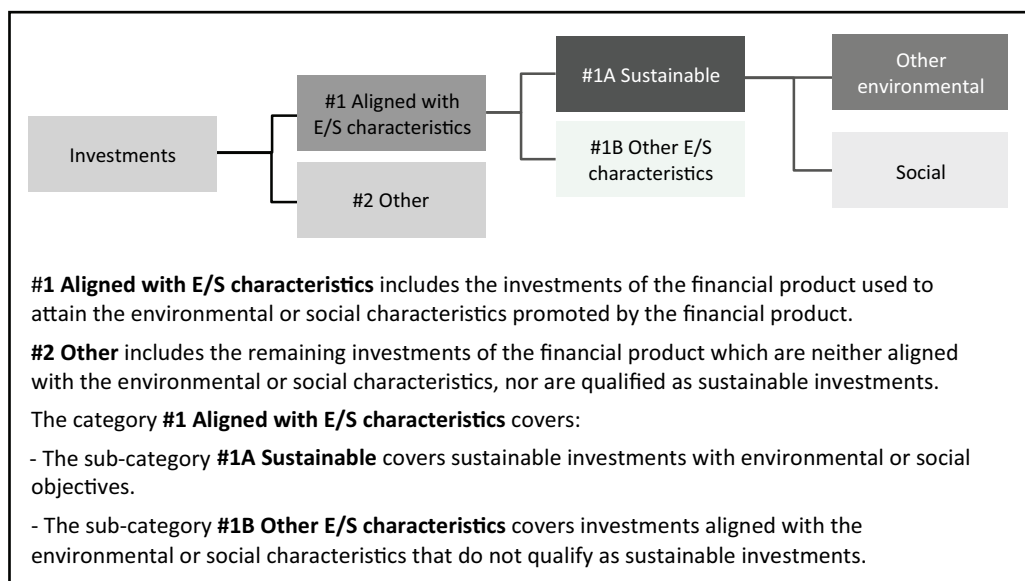 Investments
#1 Aligned with
E/S characteristics
#2 Other
#1A Sustainable
#1B Other E/S
characteristics
Other
environmental
Social
#1 Aligned with E/S characteristics includes the investments of the financial product used to
attain the environmental or social characteristics promoted by the financial product.
#2 Other includes the remaining investments of the financial product which are neither aligned
with the environmental or social characteristics, nor are qualified as sustainable investments.
The category #1 Aligned with E/S characteristics covers:
- The sub-category #1A Sustainable covers sustainable investments with environmental or social
objectives.
- The sub-category #1B Other E/S characteristics covers investments aligned with the
environmental or social characteristics that do not qualify as sustainable investments.